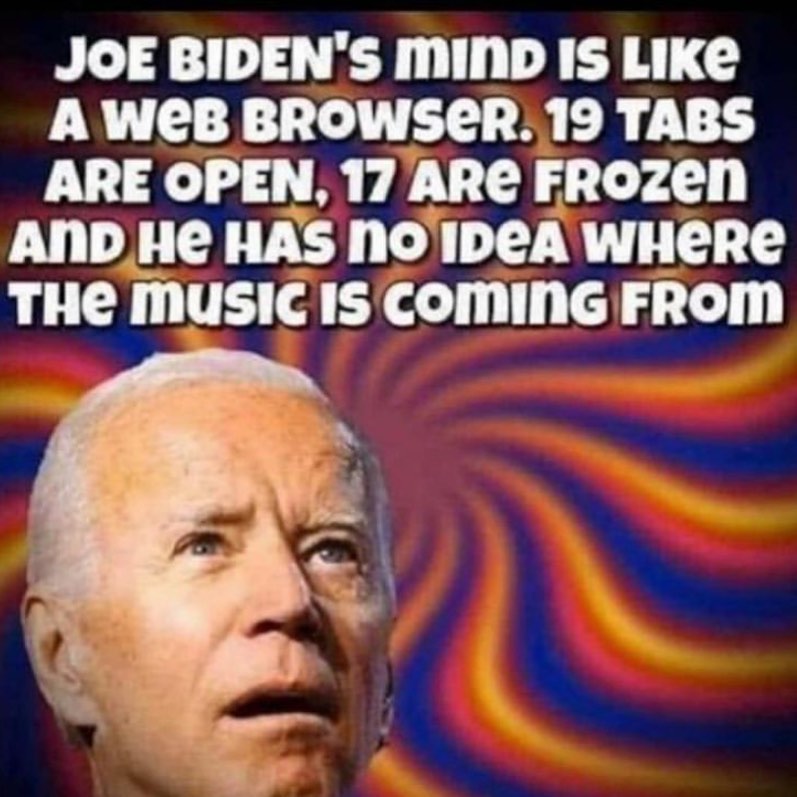 JOE BIDEN'S MIND IS LIKE
A WEB BROWSER. 19 TABS
ARE OPEN, 17 ARE FROZEN
AND HE HAS NO IDEA WHERE
THE MUSIC IS COMING FROM